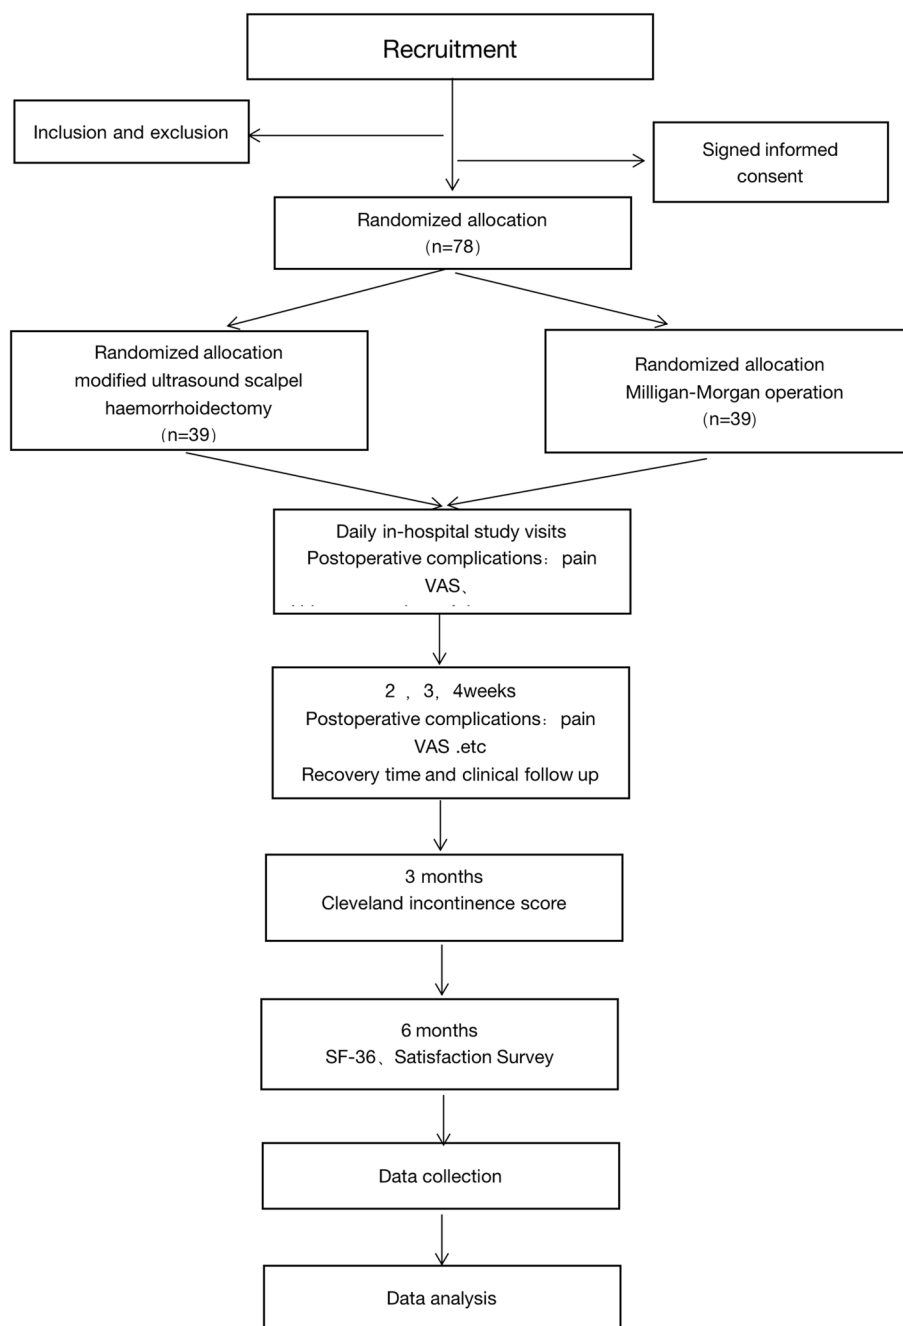 Recruitment
Inclusion and exclusion
Signed informed
consent
Randomized allocation
(n=78)
Randomized allocation
modified ultrasound scalpel
haemorrhoidectomy
(n=39)
Randomized allocation
Milligan-Morgan operation
(n=39)
Daily in-hospital study visits
Postoperative complications： pain
VAS、
2 ，3，4weeks
Postoperative complications： pain
VAS .etc
Recovery time and clinical follow up
3 months
Cleveland incontinence score
6 months
SF-36、Satisfaction Survey
Data collection
Data analysis